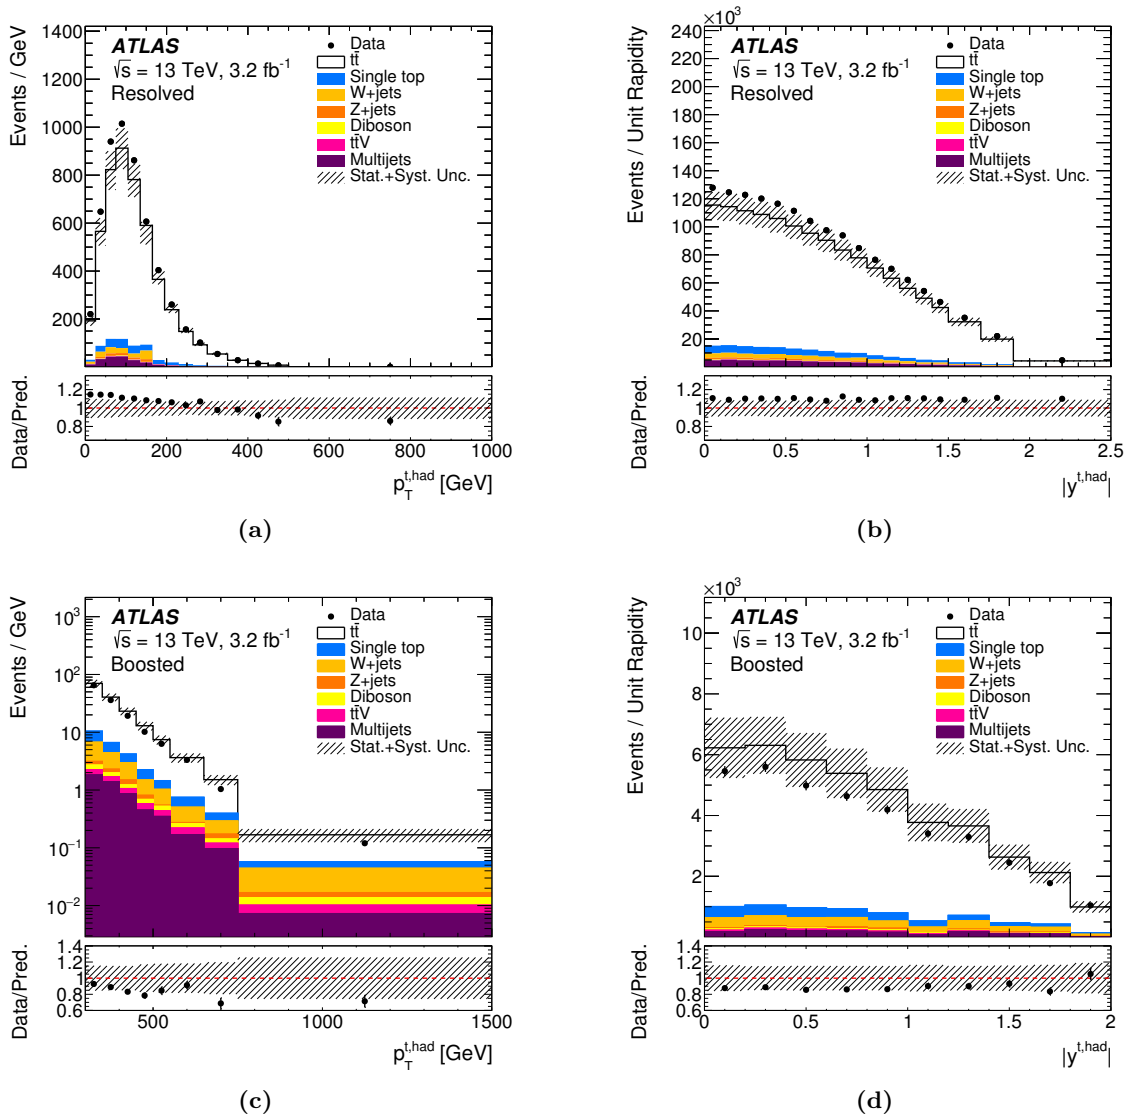 ATLAS
√s = 13 TeV, 3.2 fb⁻¹
Resolved
Data
tt̄
Single top
W+jets
Z+jets
Diboson
tt̄V
Multijets
Stat.+Syst. Unc.
Events / GeV
1400
1200
1000
800
600
400
200
Data/Pred.
1.2
1
0.8
0 200 400 600 800 1000
p_T^{t,had} [GeV]
(a)
×10³
ATLAS
√s = 13 TeV, 3.2 fb⁻¹
Resolved
Data
tt̄
Single top
W+jets
Z+jets
Diboson
tt̄V
Multijets
Stat.+Syst. Unc.
Events / Unit Rapidity
240
220
200
180
160
140
120
100
80
60
40
20
Data/Pred.
1.2
1
0.8
0 0.5 1 1.5 2 2.5
|y^{t,had}|
(b)
ATLAS
√s = 13 TeV, 3.2 fb⁻¹
Boosted
Data
tt̄
Single top
W+jets
Z+jets
Diboson
tt̄V
Multijets
Stat.+Syst. Unc.
Events / GeV
10³
10²
10
1
10⁻¹
10⁻²
Data/Pred.
1.4
1.2
1
0.8
0.6
500 1000 1500
p_T^{t,had} [GeV]
(c)
×10³
ATLAS
√s = 13 TeV, 3.2 fb⁻¹
Boosted
Data
tt̄
Single top
W+jets
Z+jets
Diboson
tt̄V
Multijets
Stat.+Syst. Unc.
Events / Unit Rapidity
10
8
6
4
2
Data/Pred.
1.4
1.2
1
0.8
0.6
0 0.5 1 1.5 2
|y^{t,had}|
(d)